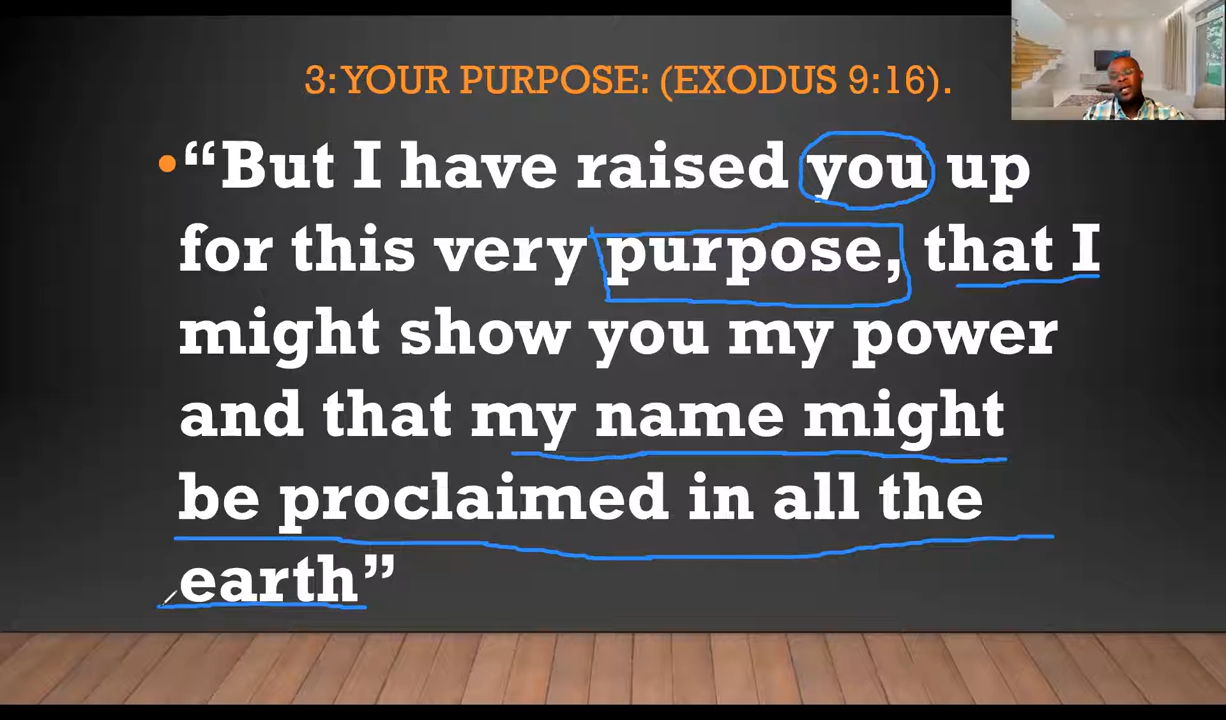 3: YOUR PURPOSE: (EXODUS 9:16).
• “But I have raised you up
for this very purpose, that I
might show you my power
and that my name might
be proclaimed in all the
earth”